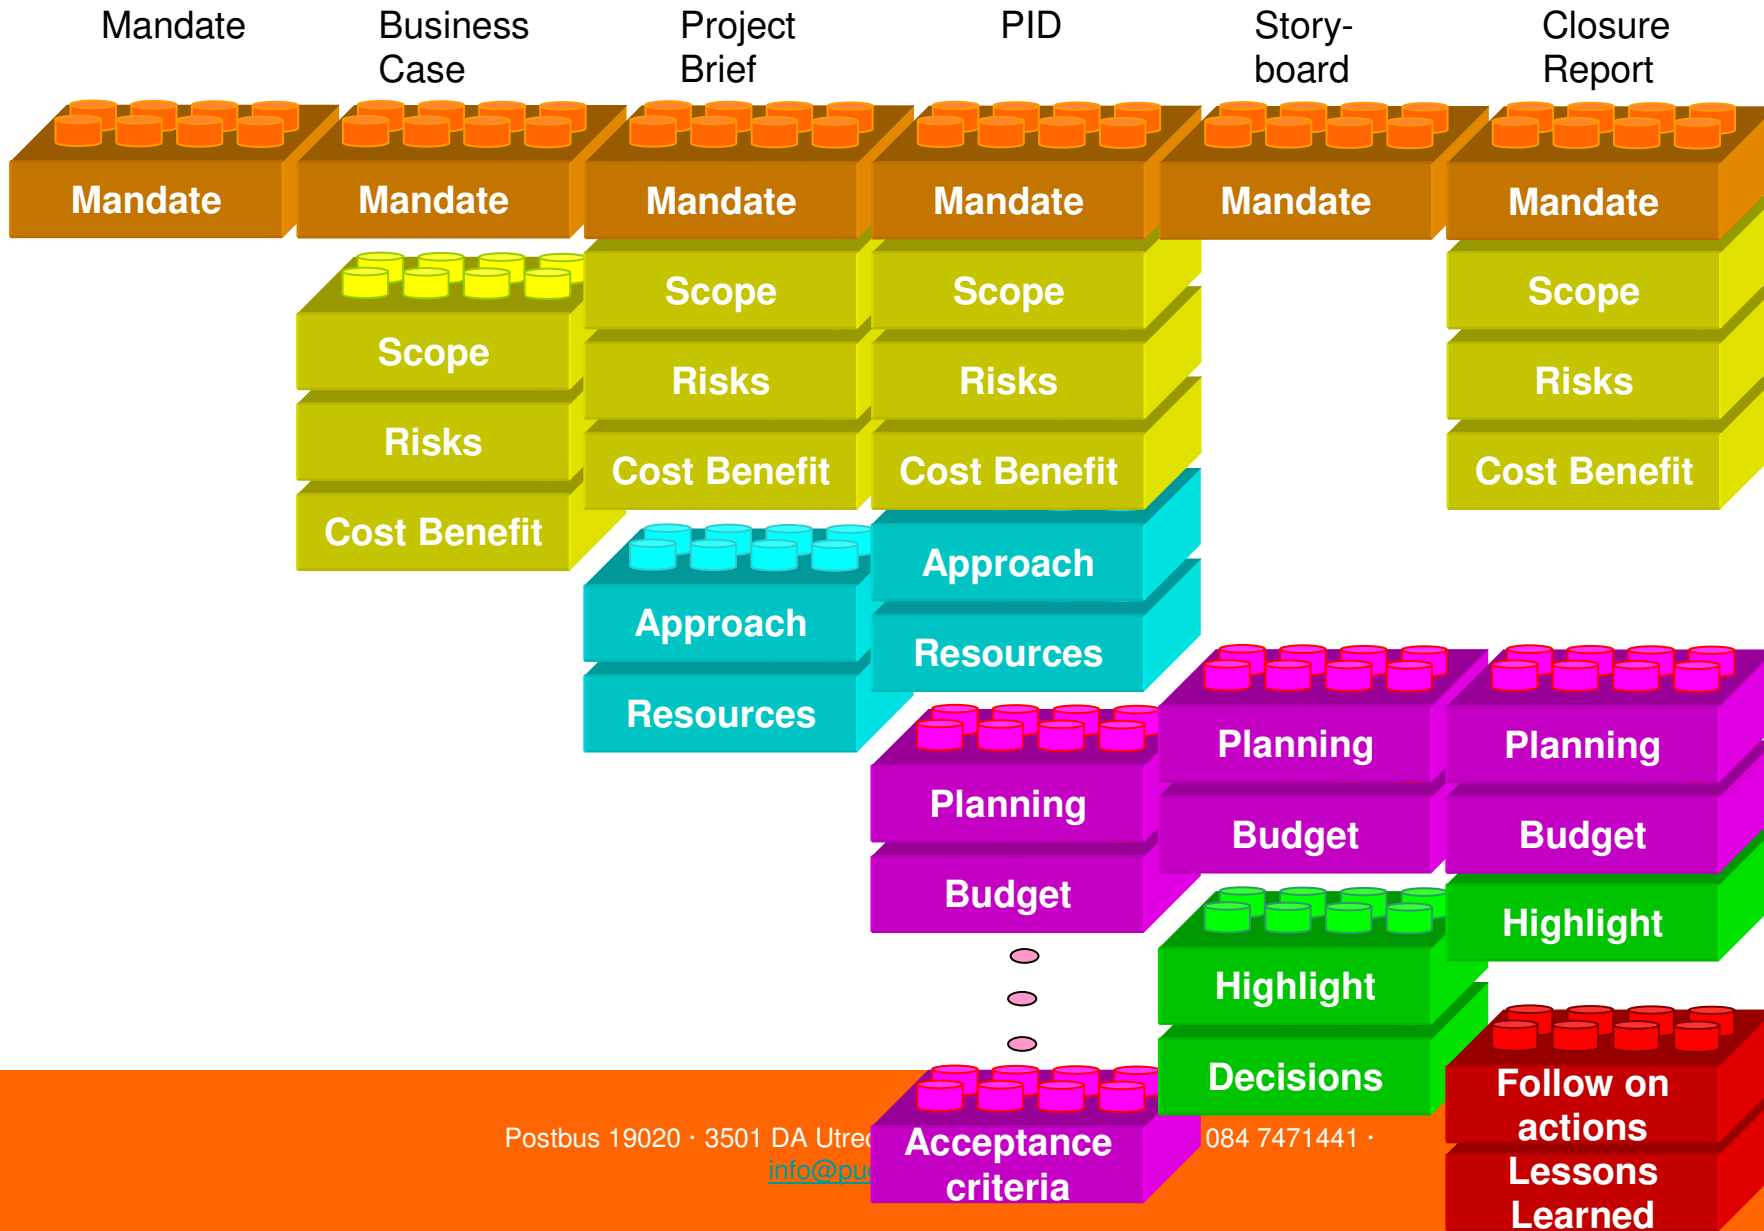 Mandate
Business
Case
Project
Brief
PID
Story-
board
Closure
Report
Mandate
Mandate
Mandate
Mandate
Mandate
Mandate
Scope
Risks
Cost Benefit
Scope
Risks
Cost Benefit
Approach
Resources
Scope
Risks
Cost Benefit
Approach
Resources
Planning
Budget
Acceptance
criteria
Planning
Budget
Highlight
Decisions
Scope
Risks
Cost Benefit
Planning
Budget
Highlight
Follow on
actions
Lessons
Learned
Postbus 19020 · 3501 DA 084 7471441 ·